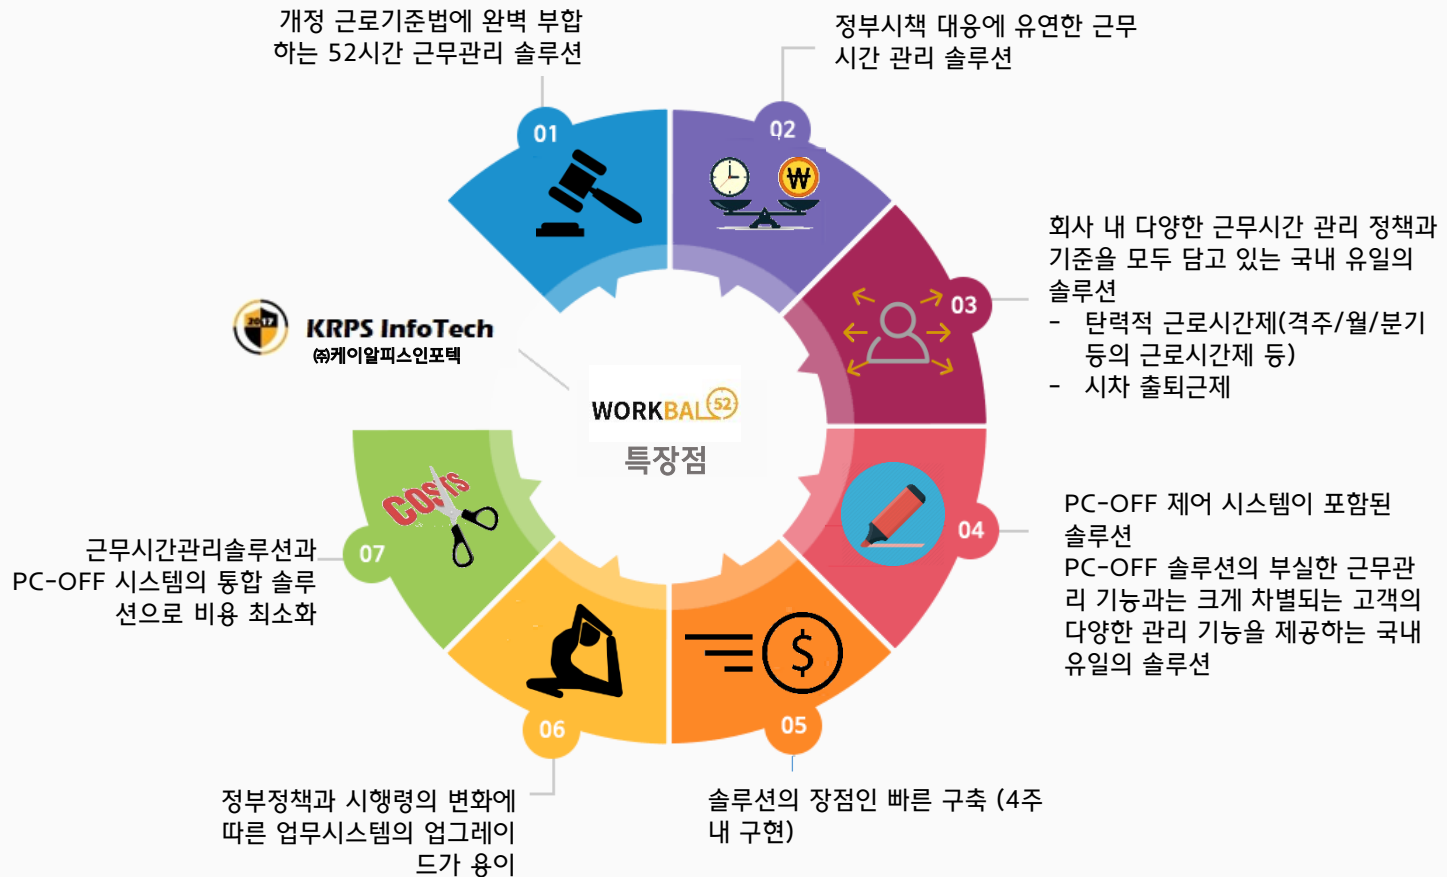 개정 근로기준법에 완벽 부합
하는 52시간 근무관리 솔루션
01
정부시책 대응에 유연한 근무
시간 관리 솔루션
02
₩
회사 내 다양한 근무시간 관리 정책과
기준을 모두 담고 있는 국내 유일의
솔루션
- 탄력적 근로시간제(격주/월/분기
등의 근로시간제 등)
- 시차 출퇴근제
03
2017
KRPS InfoTech
㈜케이알피스인포텍
WORKBAL 52
특장점
PC-OFF 제어 시스템이 포함된
솔루션
PC-OFF 솔루션의 부실한 근무관
리 기능과는 크게 차별되는 고객의
다양한 관리 기능을 제공하는 국내
유일의 솔루션
04
$
05
솔루션의 장점인 빠른 구축 (4주
내 구현)
06
정부정책과 시행령의 변화에
따른 업무시스템의 업그레이
드가 용이
COSTS
07
근무시간관리솔루션과
PC-OFF 시스템의 통합 솔루
션으로 비용 최소화